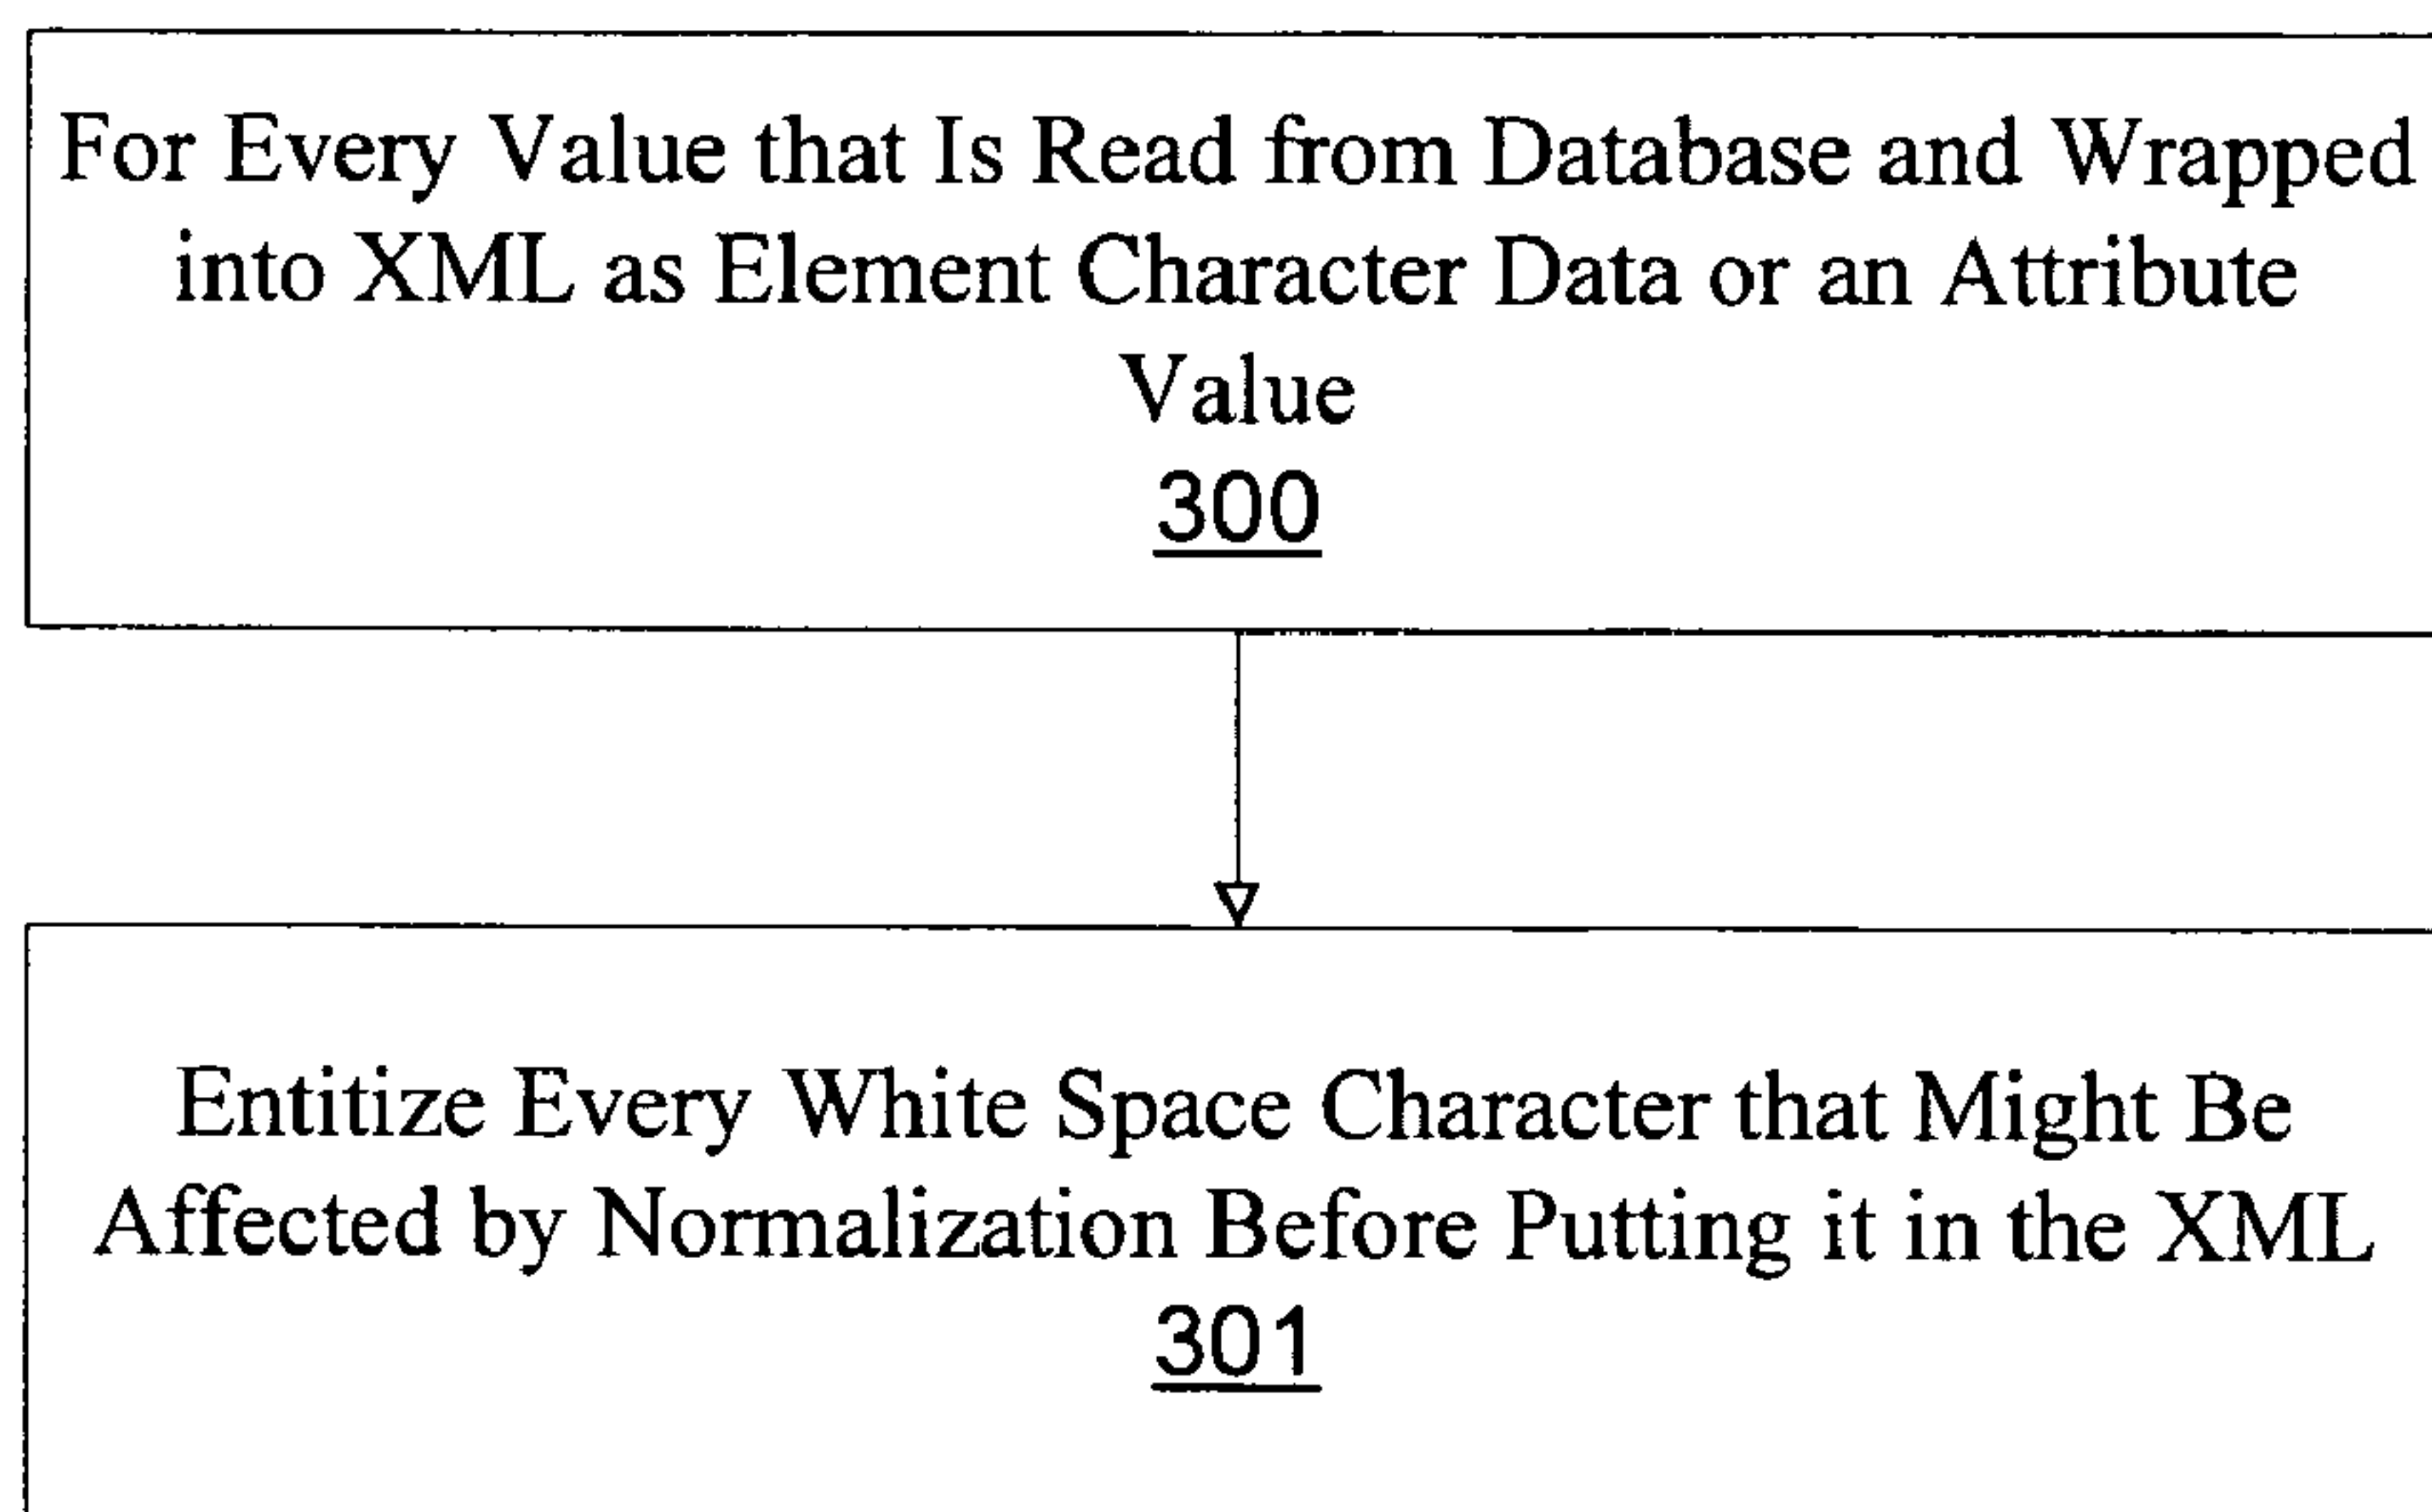 For Every Value that Is Read from Database and Wrapped
into XML as Element Character Data or an Attribute
Value
300
Entitize Every White Space Character that Might Be
Affected by Normalization Before Putting it in the XML
301